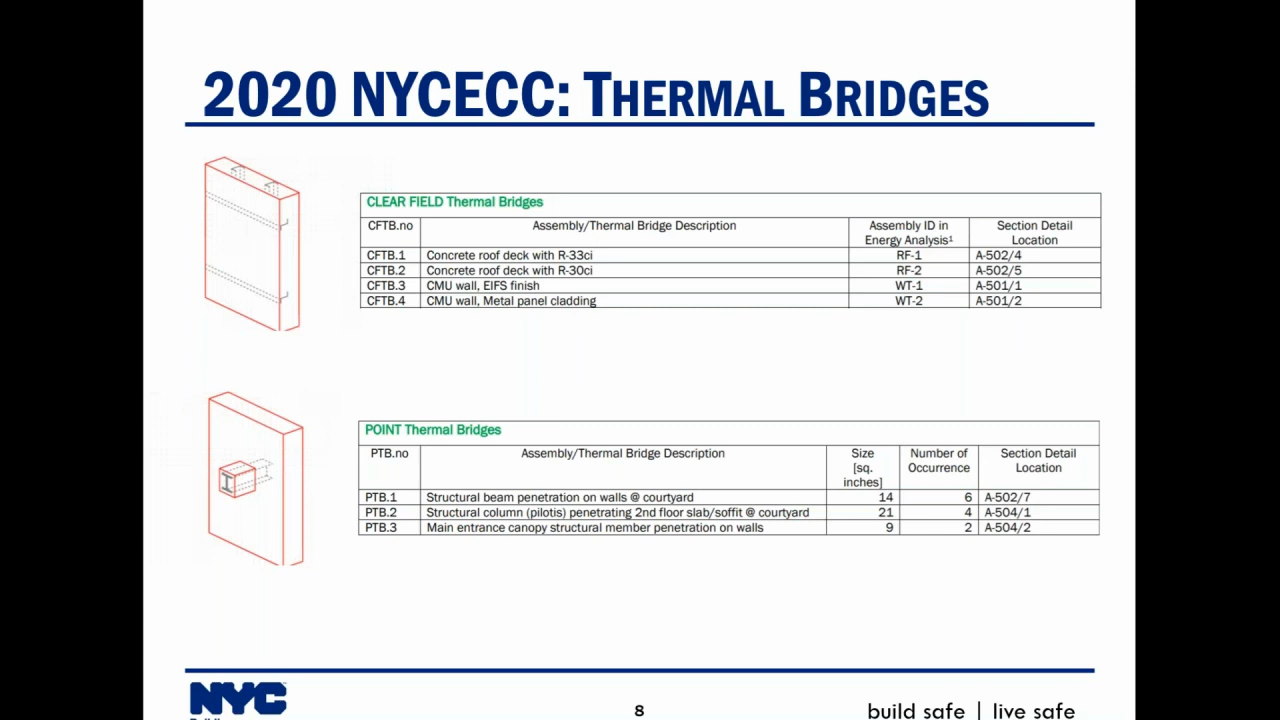 2020 NYCECC: THERMAL BRIDGES
CLEAR FIELD Thermal Bridges
CFTB.no Assembly/Thermal Bridge Description Assembly ID in Energy Analysis¹ Section Detail Location
CFTB.1 Concrete roof deck with R-33ci RF-1 A-502/4
CFTB.2 Concrete roof deck with R-30ci RF-2 A-502/5
CFTB.3 CMU wall, EIFS finish WT-1 A-501/1
CFTB.4 CMU wall, Metal panel cladding WT-2 A-501/2
POINT Thermal Bridges
PTB.no Assembly/Thermal Bridge Description Size [sq. inches] Number of Occurrence Section Detail Location
PTB.1 Structural beam penetration on walls @ courtyard 14 6 A-502/7
PTB.2 Structural column (pilotis) penetrating 2nd floor slab/soffit @ courtyard 21 4 A-504/1
PTB.3 Main entrance canopy structural member penetration on walls 9 2 A-504/2
NYC
8
build safe | live safe